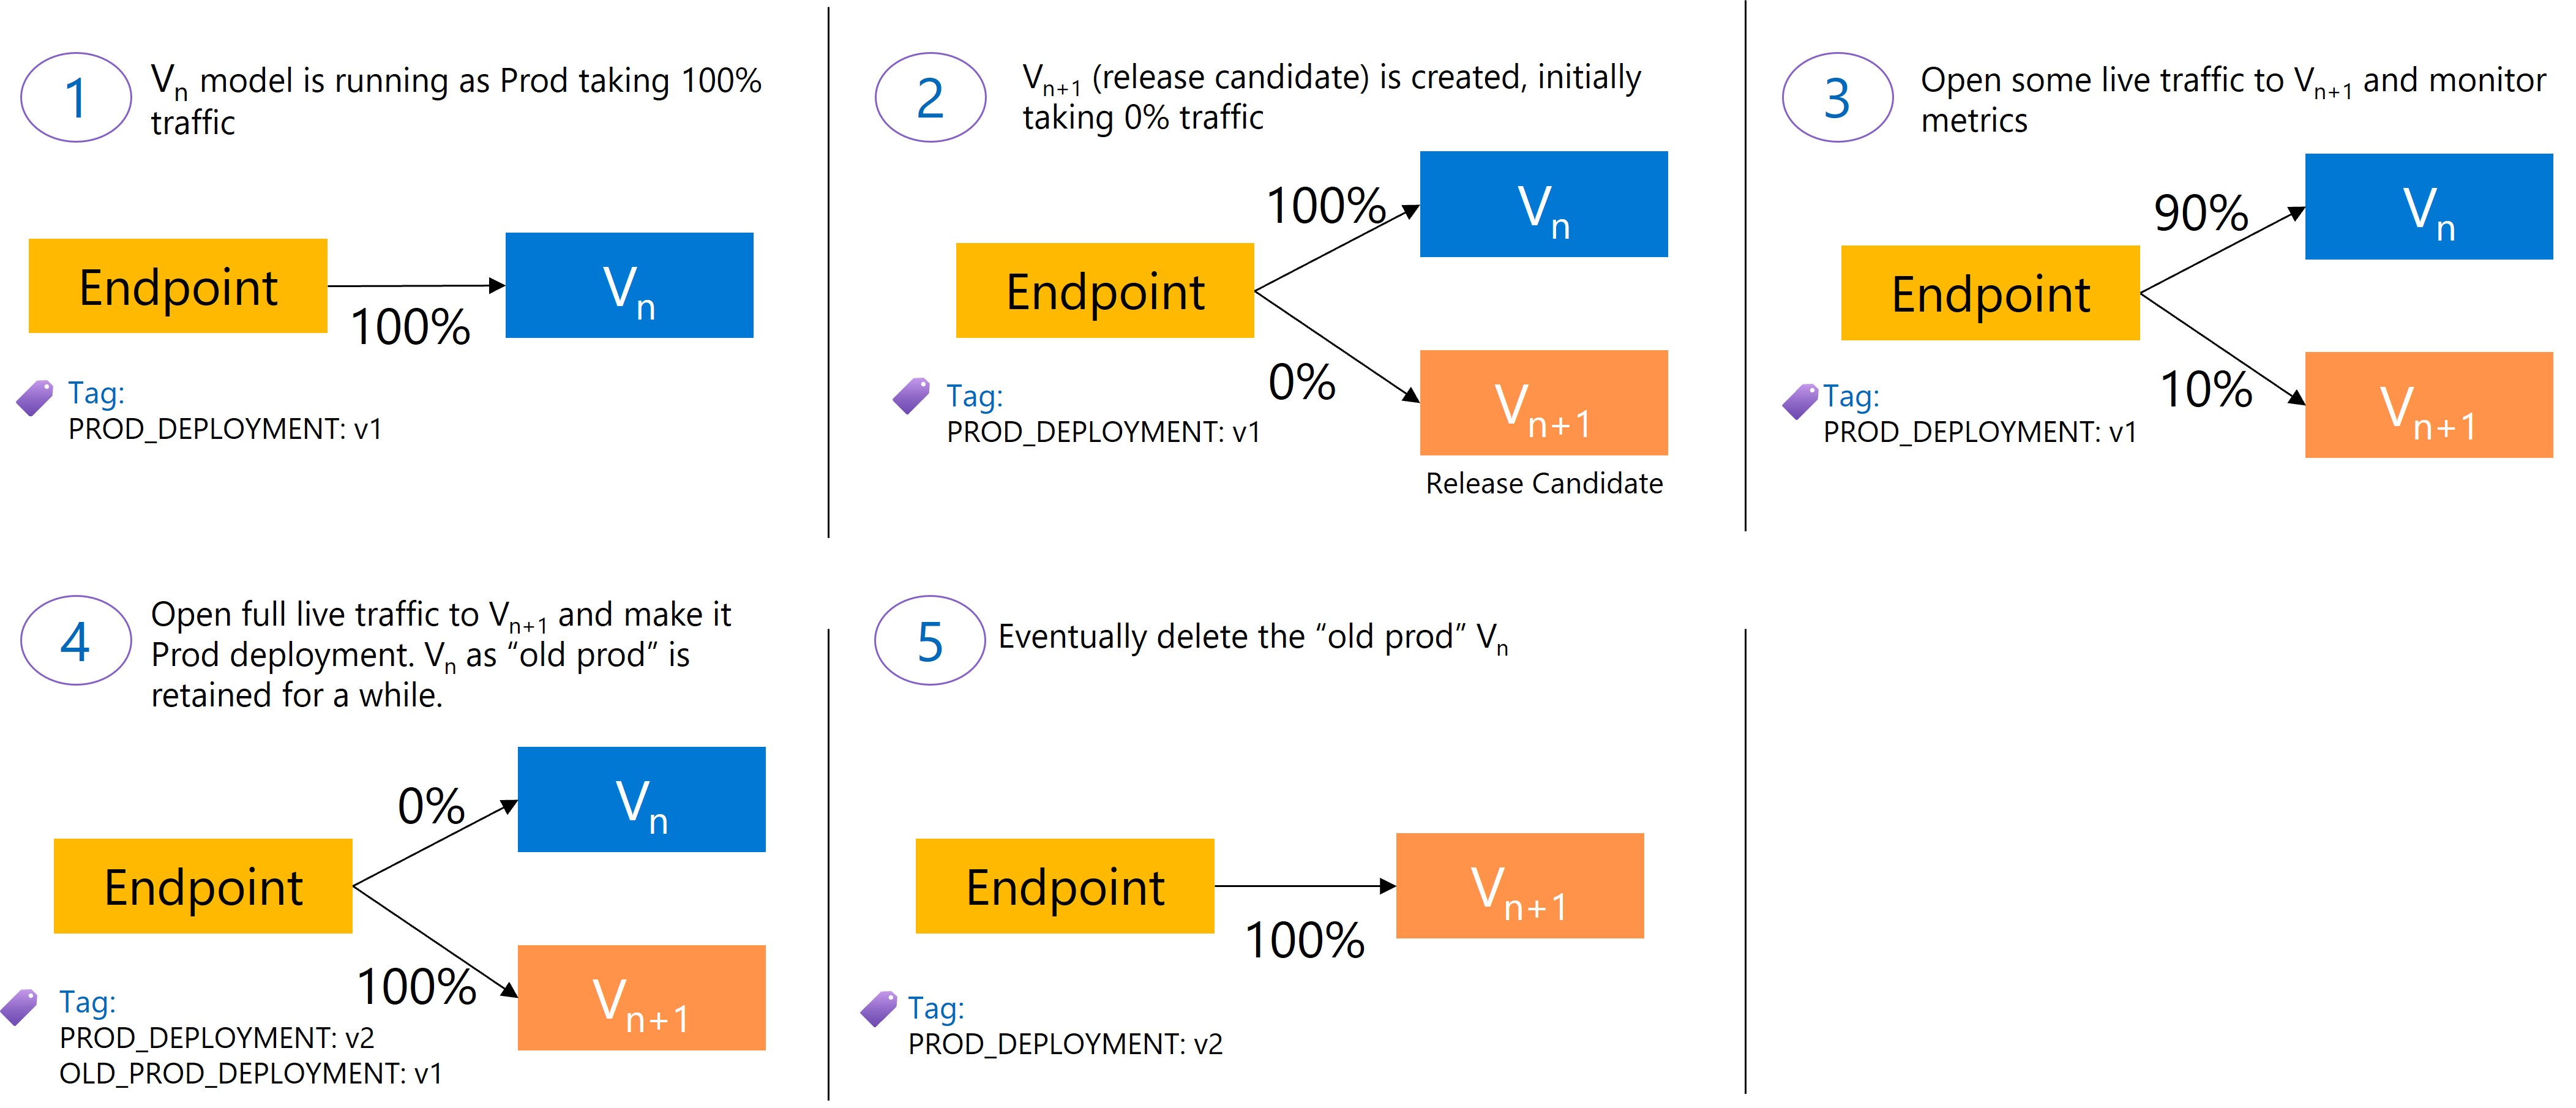 1
Vn model is running as Prod taking 100%
traffic
Endpoint
100%
Vn
Tag:
PROD_DEPLOYMENT: v1
2
Vn+1 (release candidate) is created, initially
taking 0% traffic
100%
Vn
Endpoint
0%
Vn+1
Tag:
PROD_DEPLOYMENT: v1
Release Candidate
3
Open some live traffic to Vn+1 and monitor
metrics
90%
Vn
Endpoint
10%
Vn+1
Tag:
PROD_DEPLOYMENT: v1
4
Open full live traffic to Vn+1 and make it
Prod deployment. Vn as “old prod” is
retained for a while.
0%
Vn
Endpoint
100%
Vn+1
Tag:
PROD_DEPLOYMENT: v2
OLD_PROD_DEPLOYMENT: v1
5
Eventually delete the “old prod” Vn
Endpoint
100%
Vn+1
Tag:
PROD_DEPLOYMENT: v2